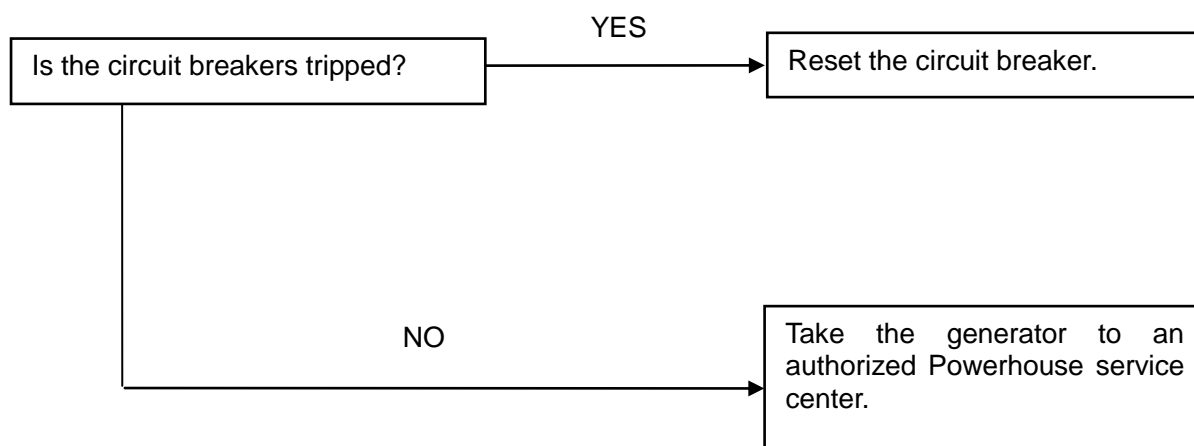 YES
Is the circuit breakers tripped?
Reset the circuit breaker.
NO
Take the generator to an
authorized Powerhouse service
center.